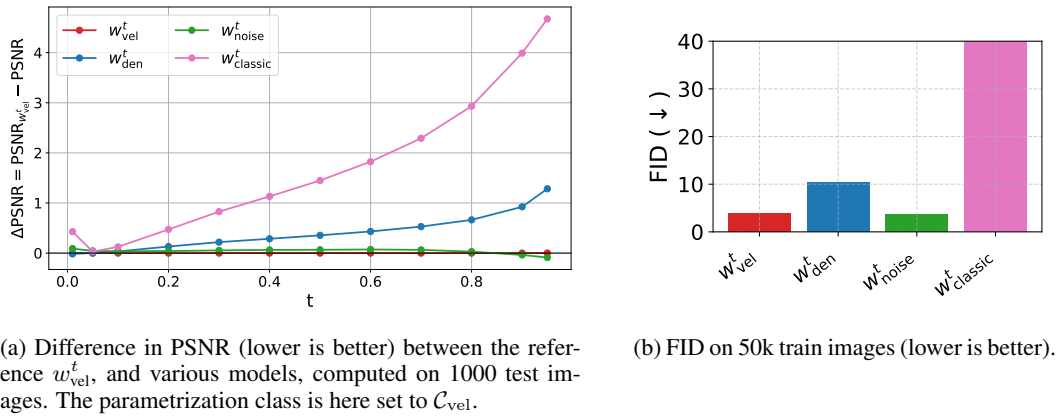 ΔPSNR = PSNR_{w^t_vel} − PSNR
4
3
2
1
0
w^t_vel
w^t_den
w^t_noise
w^t_classic
0.0 0.2 0.4 0.6 0.8
t
FID (↓)
40
30
20
10
0
w^t_vel w^t_den w^t_noise w^t_classic
(a) Difference in PSNR (lower is better) between the refer-
ence w^t_vel, and various models, computed on 1000 test im-
ages. The parametrization class is here set to C_vel.
(b) FID on 50k train images (lower is better).